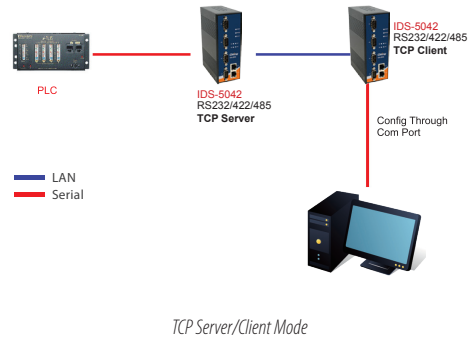 IDS-5042
RS232/422/485
TCP Client
PLC
IDS-5042
RS232/422/485
TCP Server
Config Through
Com Port
LAN
Serial
TCP Server/Client Mode